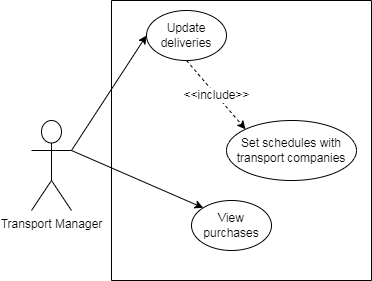 Update
deliveries
<<include>>
Set schedules with
transport companies
Transport Manager
View
purchases